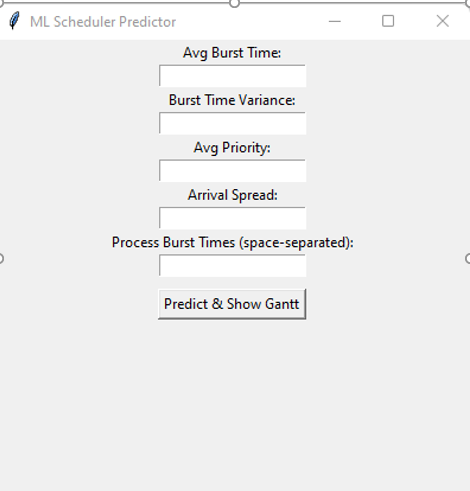 ML Scheduler Predictor
Avg Burst Time:
Burst Time Variance:
Avg Priority:
Arrival Spread:
Process Burst Times (space-separated):
Predict & Show Gantt